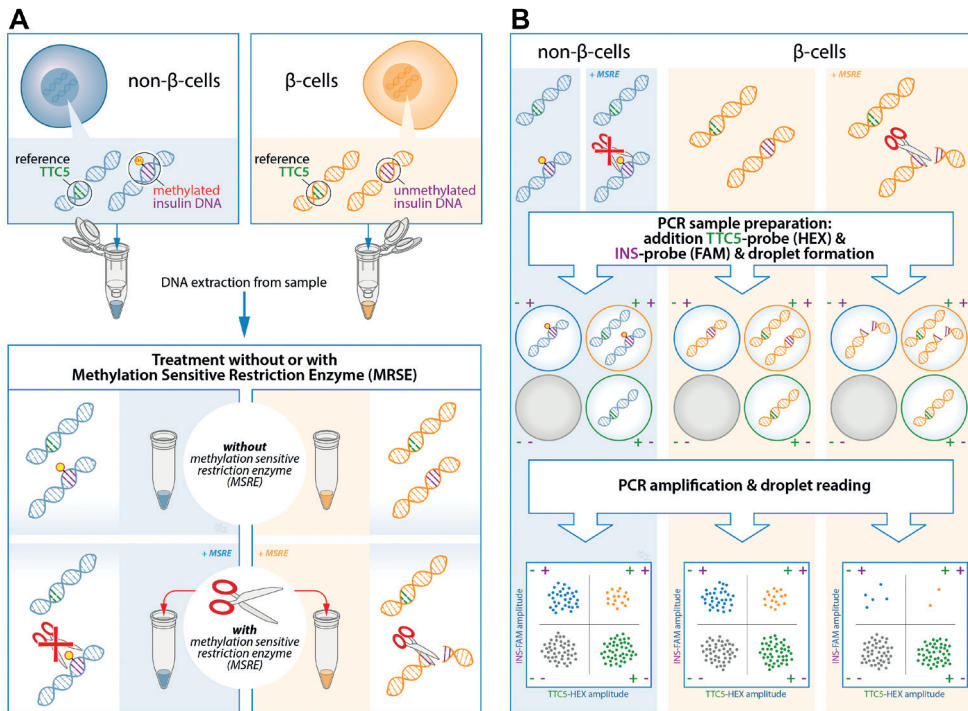 A
non-β-cells
β-cells
reference
TTC5
methylated
insulin DNA
reference
TTC5
unmethylated
insulin DNA
DNA extraction from sample
Treatment without or with
Methylation Sensitive Restriction Enzyme (MRSE)
without
methylation sensitive
restriction enzyme
(MSRE)
+ MSRE
+ MSRE
with
methylation sensitive
restriction enzyme
(MSRE)
B
non-β-cells
β-cells
+ MSRE
+ MSRE
PCR sample preparation:
addition TTC5-probe (HEX) &
INS-probe (FAM) & droplet formation
- +
+ +
- +
+ +
- +
+ +
- -
+ -
- -
+ -
- -
+ -
PCR amplification & droplet reading
- +
+ +
- +
+ +
- +
+ +
INS-FAM amplitude
INS-FAM amplitude
INS-FAM amplitude
- -
+ -
- -
+ -
- -
+ -
TTC5-HEX amplitude
TTC5-HEX amplitude
TTC5-HEX amplitude